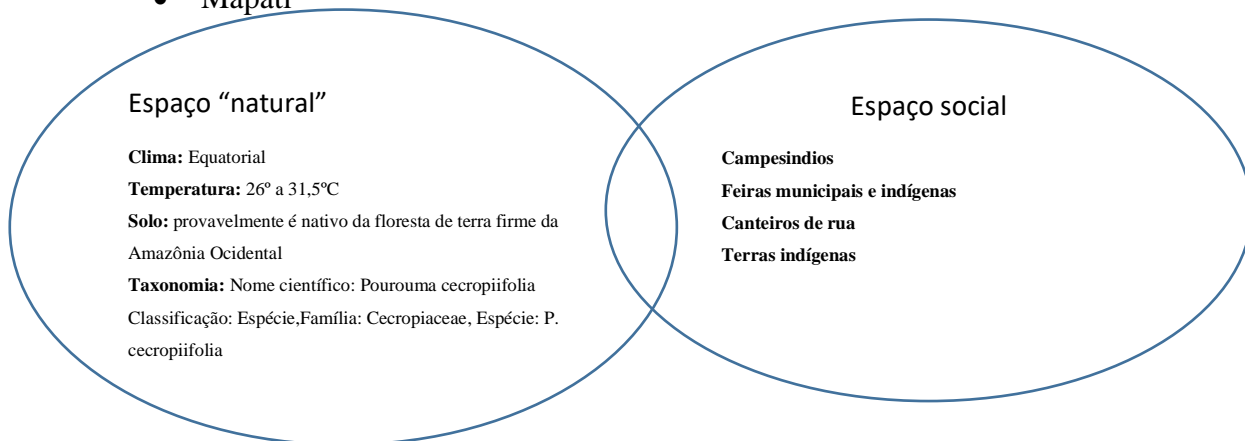 • Mapati
Espaço “natural”
Clima: Equatorial
Temperatura: 26º a 31,5ºC
Solo: provavelmente é nativo da floresta de terra firme da
Amazônia Ocidental
Taxonomia: Nome científico: Pourouma cecropiifolia
Classificação: Espécie,Família: Cecropiaceae, Espécie: P.
cecropiifolia
Espaço social
Campesindios
Feiras municipais e indígenas
Canteiros de rua
Terras indígenas